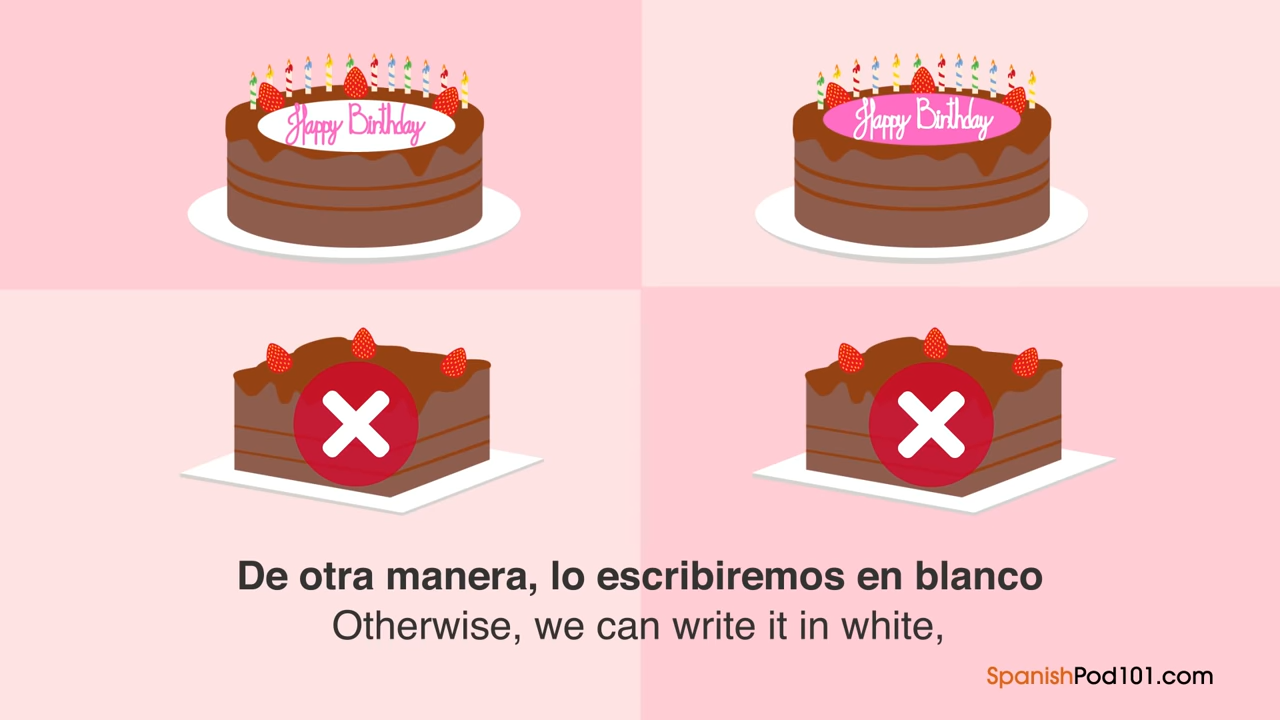 Happy Birthday
Happy Birthday
De otra manera, lo escribiremos en blanco
Otherwise, we can write it in white,
SpanishPod101.com